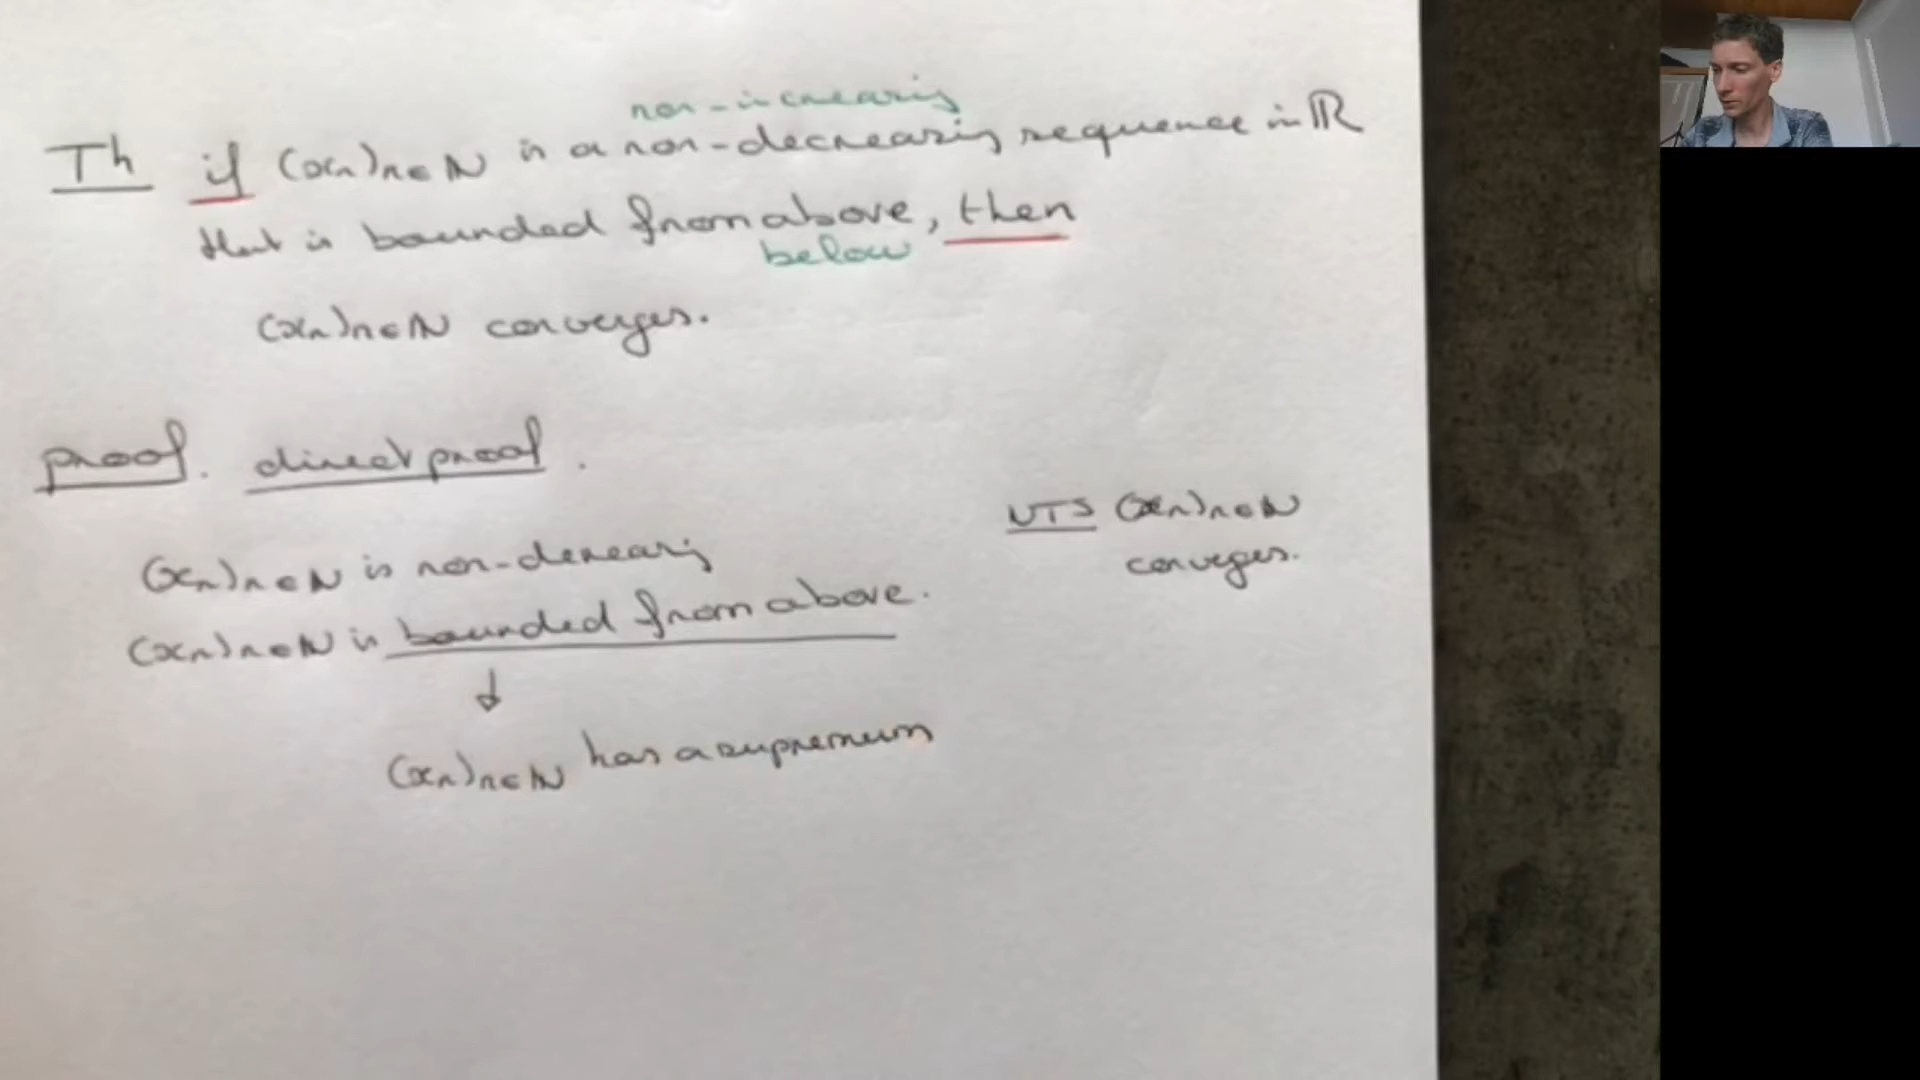 non-increasing
Th if (xn)n∈ℕ is a non-decreasing sequence in ℝ
that is bounded from above, then
below
(xn)n∈ℕ converges.
proof. direct proof.
(xn)n∈ℕ is non-decreasing
NTS (xn)n∈ℕ
converges.
(xn)n∈ℕ is bounded from above.
↓
(xn)n∈ℕ has a supremum